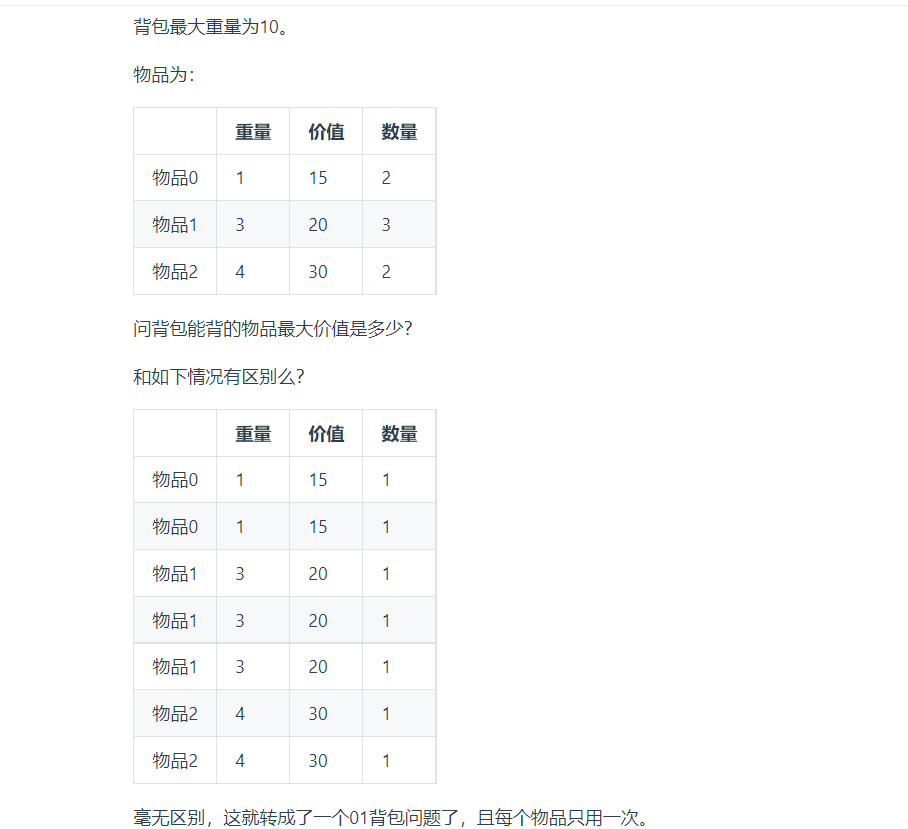 背包最大重量为10。
物品为：
重量 价值 数量
物品0 1 15 2
物品1 3 20 3
物品2 4 30 2
问背包能背的物品最大价值是多少？
和如下情况有区别么？
重量 价值 数量
物品0 1 15 1
物品0 1 15 1
物品1 3 20 1
物品1 3 20 1
物品1 3 20 1
物品2 4 30 1
物品2 4 30 1
毫无区别，这就转成了一个01背包问题了，且每个物品只用一次。